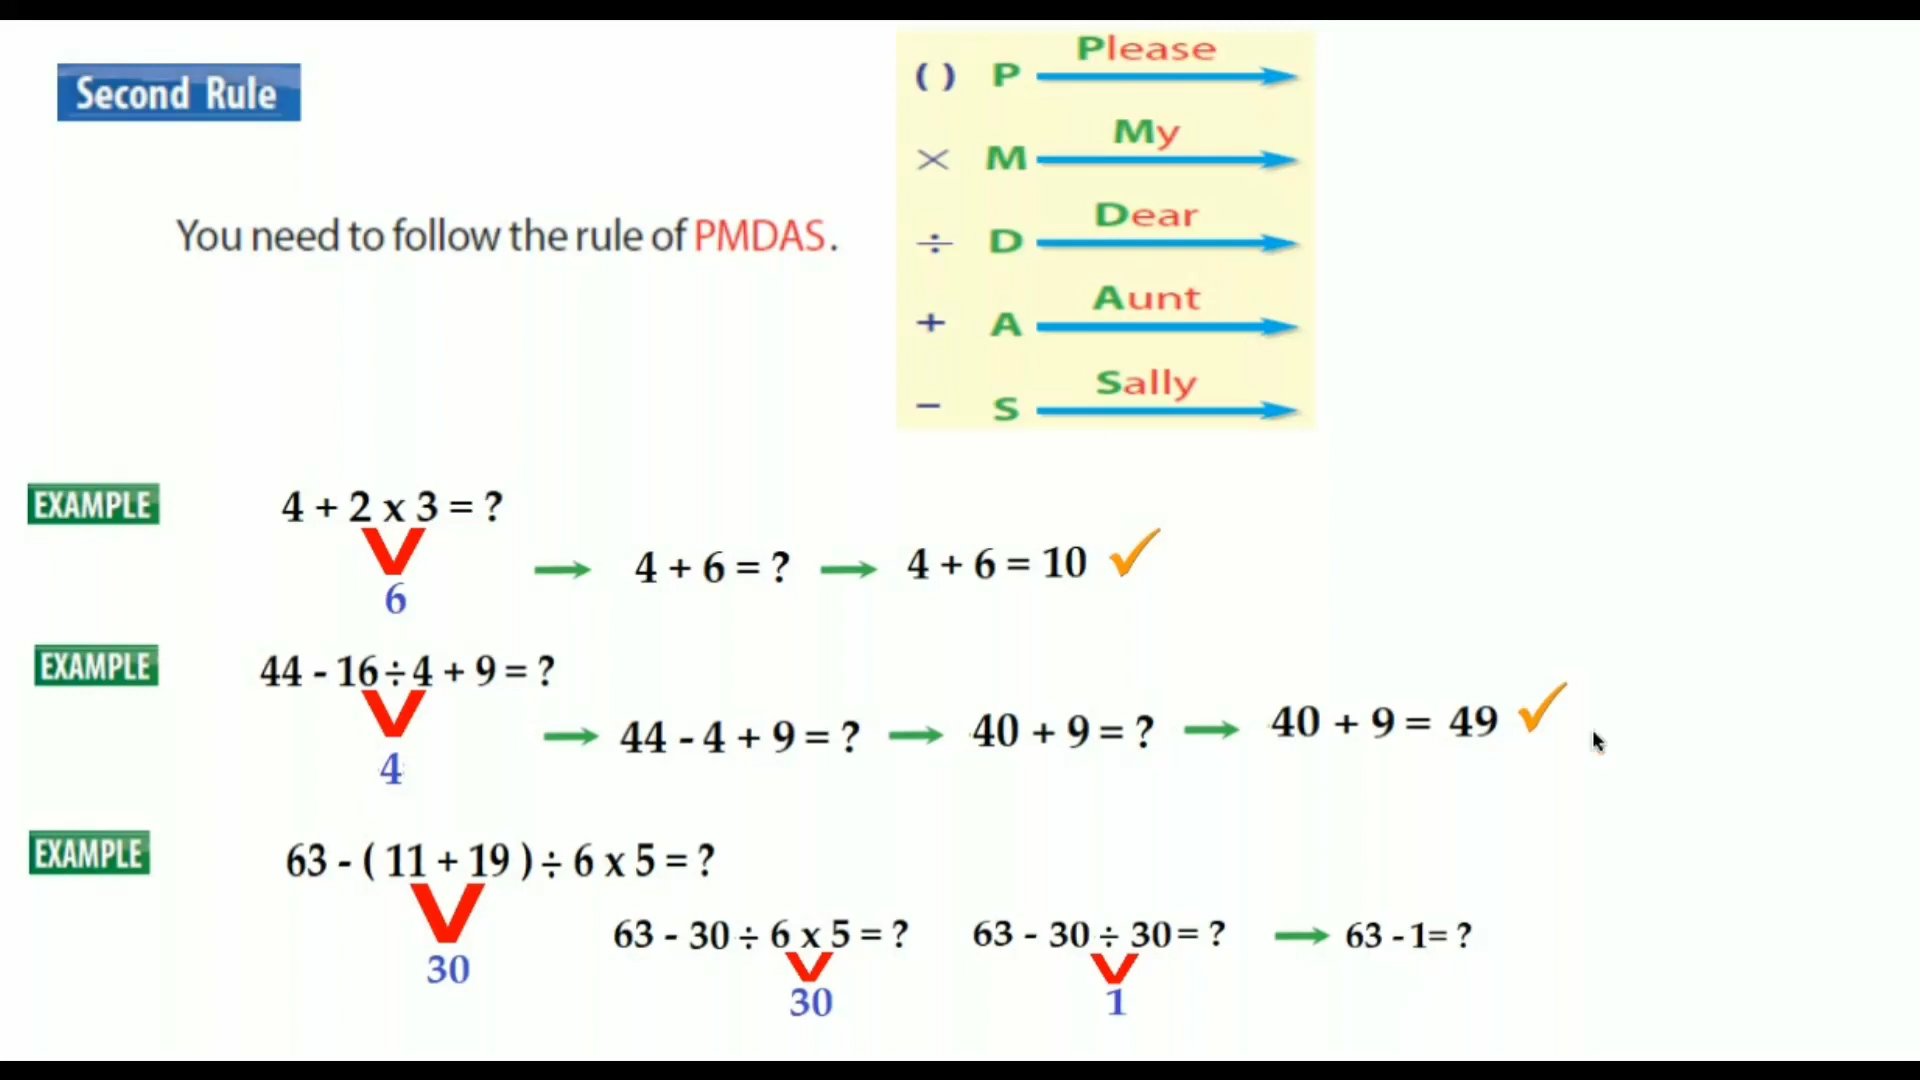 Second Rule
You need to follow the rule of PMDAS.
( ) P Please
× M My
÷ D Dear
+ A Aunt
− S Sally
EXAMPLE
4 + 2 x 3 = ?
6
4 + 6 = ?
4 + 6 = 10
EXAMPLE
44 - 16 ÷ 4 + 9 = ?
4
44 - 4 + 9 = ?
40 + 9 = ?
40 + 9 = 49
EXAMPLE
63 - ( 11 + 19 ) ÷ 6 x 5 = ?
30
63 - 30 ÷ 6 x 5 = ?
30
63 - 30 ÷ 30 = ?
1
63 - 1= ?